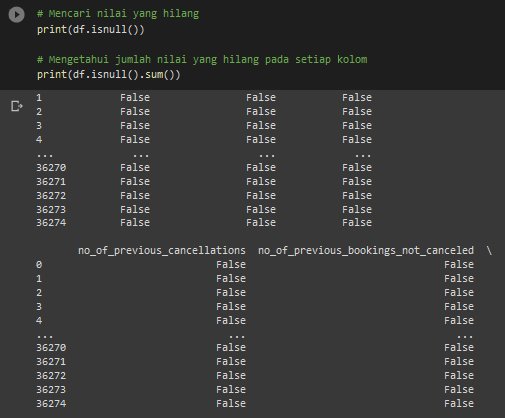 # Mencari nilai yang hilang
print(df.isnull())
# Mengetahui jumlah nilai yang hilang pada setiap kolom
print(df.isnull().sum())
1 False False False
2 False False False
3 False False False
4 False False False
... ... ... ...
36270 False False False
36271 False False False
36272 False False False
36273 False False False
36274 False False False
no_of_previous_cancellations no_of_previous_bookings_not_canceled \
0 False False
1 False False
2 False False
3 False False
4 False False
... ... ...
36270 False False
36271 False False
36272 False False
36273 False False
36274 False False